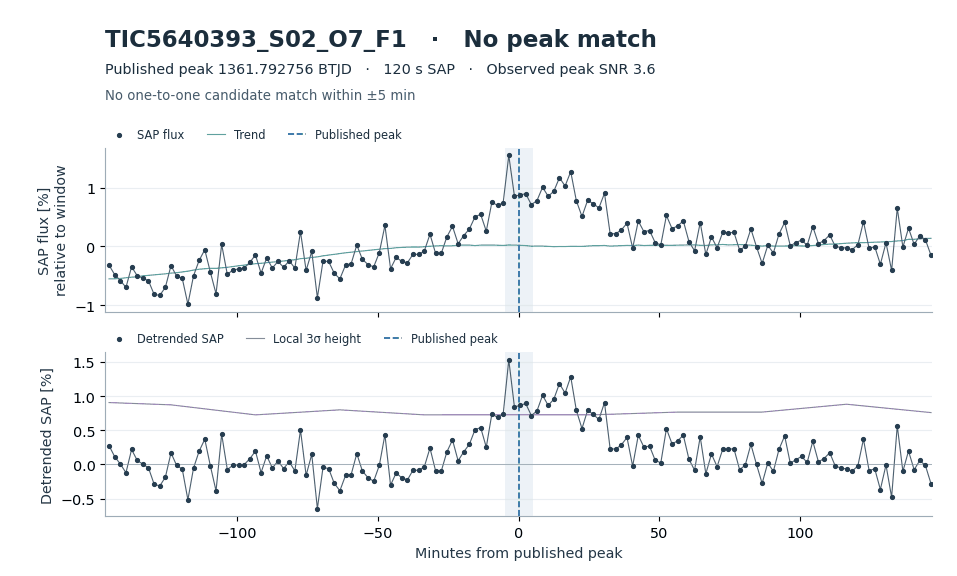 TIC5640393_S02_O7_F1 · No peak match
Published peak 1361.792756 BTJD · 120 s SAP · Observed peak SNR 3.6
No one-to-one candidate match within ±5 min
SAP flux Trend Published peak
SAP flux [%]
relative to window
1
0
−1
Detrended SAP Local 3σ height Published peak
Detrended SAP [%]
1.5
1.0
0.5
0.0
−0.5
−100 −50 0 50 100
Minutes from published peak